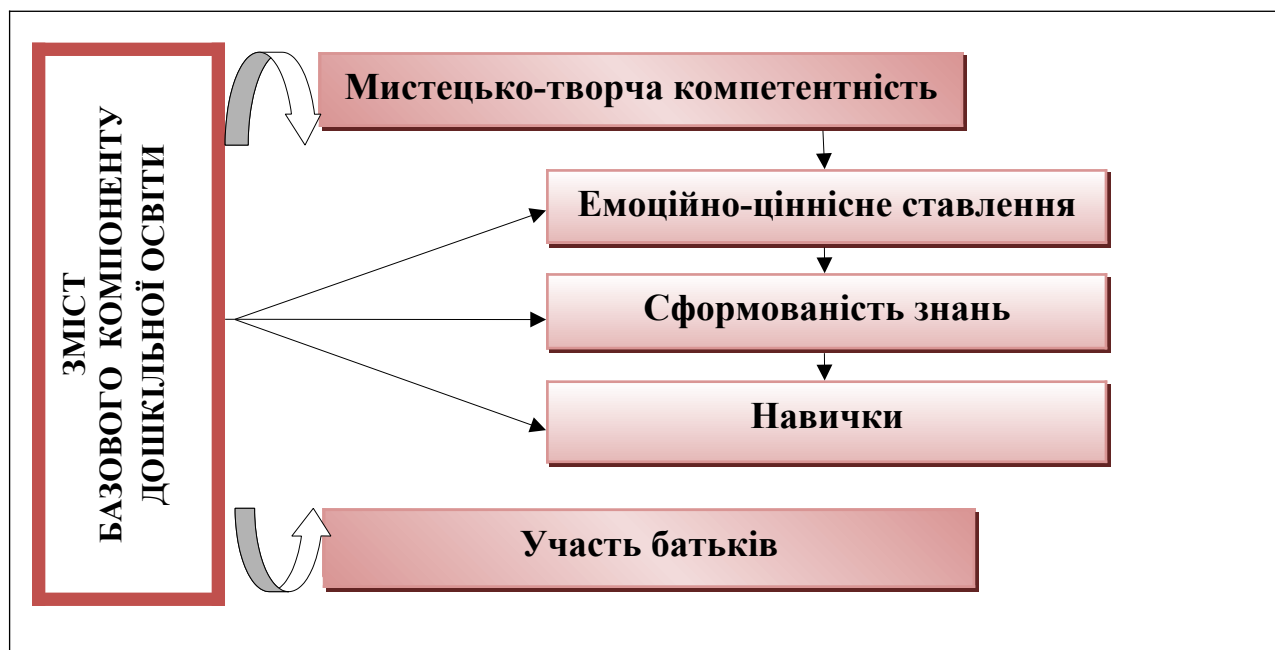 ЗМІСТ
БАЗОВОГО КОМПОНЕНТУ
ДОШКІЛЬНОЇ ОСВІТИ
Мистецько-творча компетентність
Емоційно-ціннісне ставлення
Сформованість знань
Навички
Участь батьків